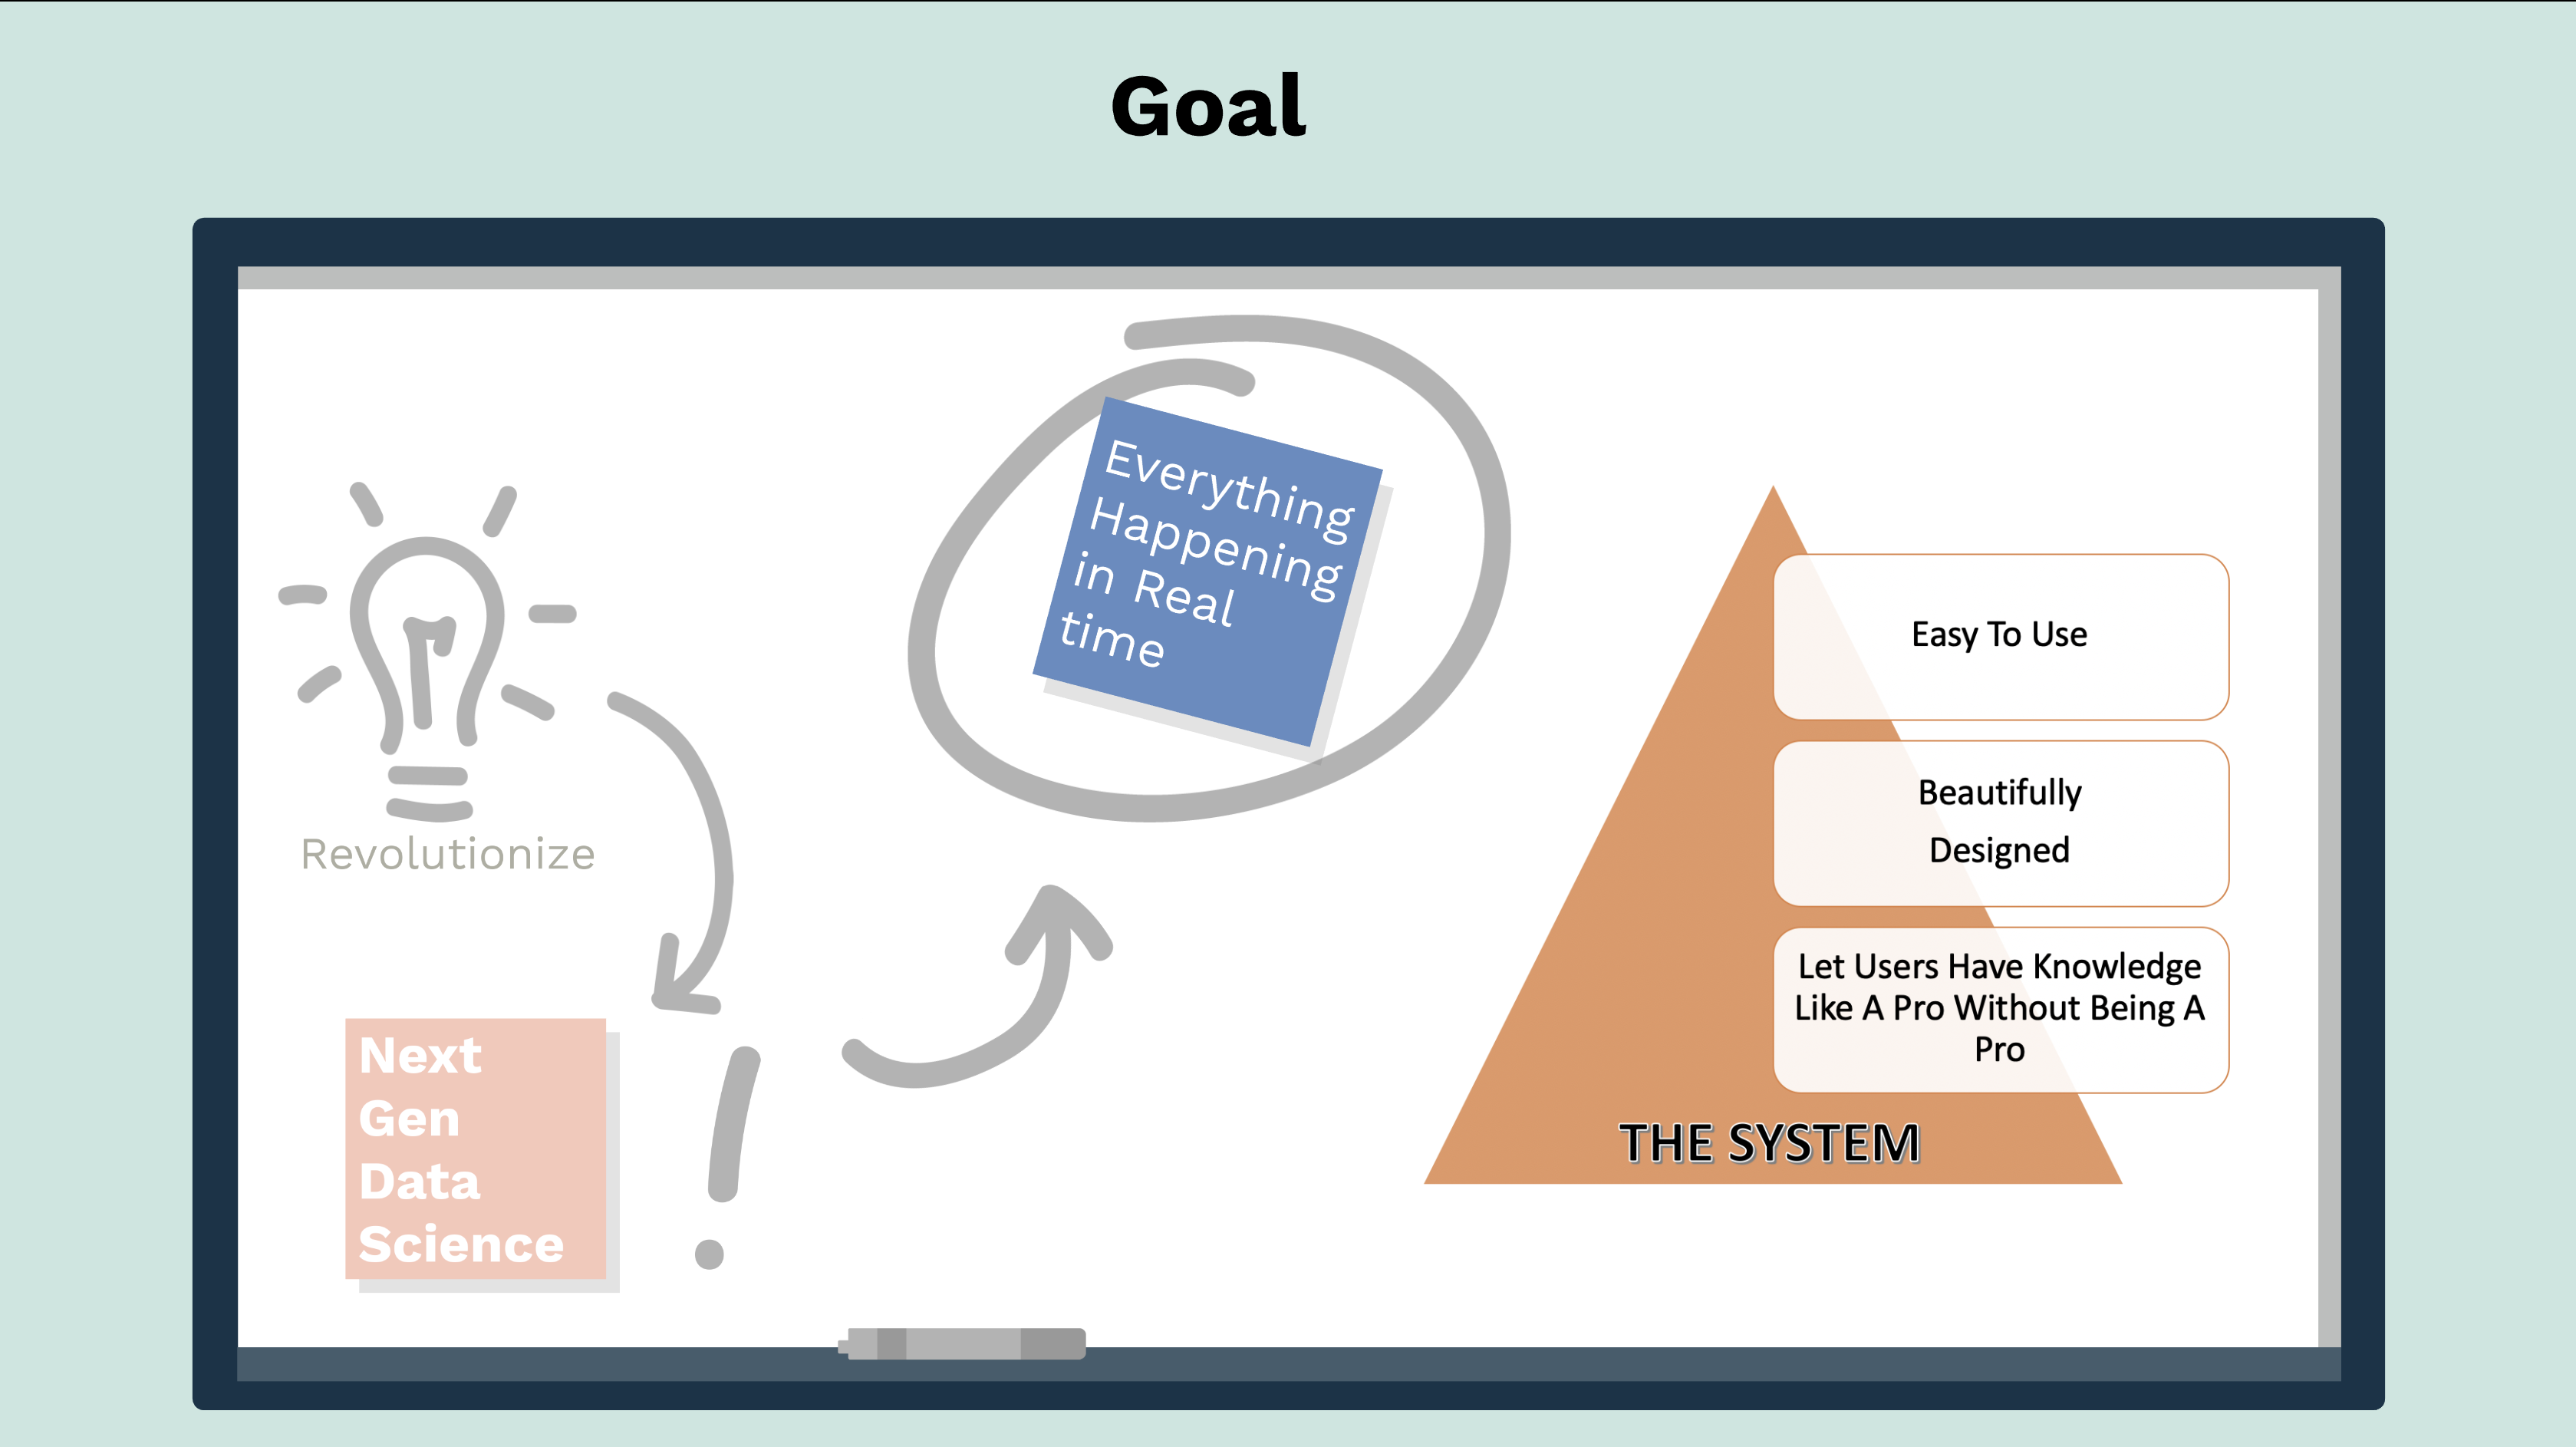 Goal
Revolutionize
Next
Gen
Data
Science
Everything
Happening
in Real
time
Easy To Use
Beautifully
Designed
Let Users Have Knowledge
Like A Pro Without Being A
Pro
THE SYSTEM